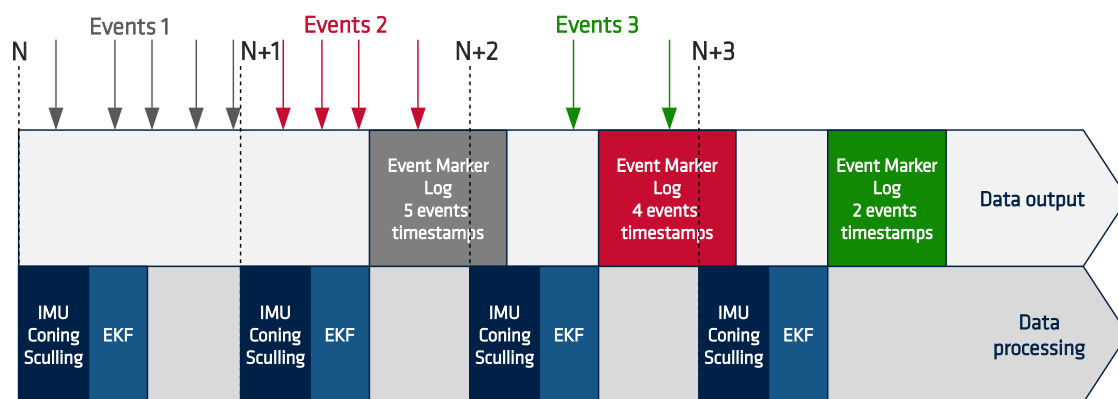 Events 1
Events 2
Events 3
N
N+1
N+2
N+3
Event Marker
Log
5 events
timestamps
Event Marker
Log
4 events
timestamps
Event Marker
Log
2 events
timestamps
Data output
IMU
Coning
Sculling
EKF
IMU
Coning
Sculling
EKF
IMU
Coning
Sculling
EKF
IMU
Coning
Sculling
EKF
Data
processing